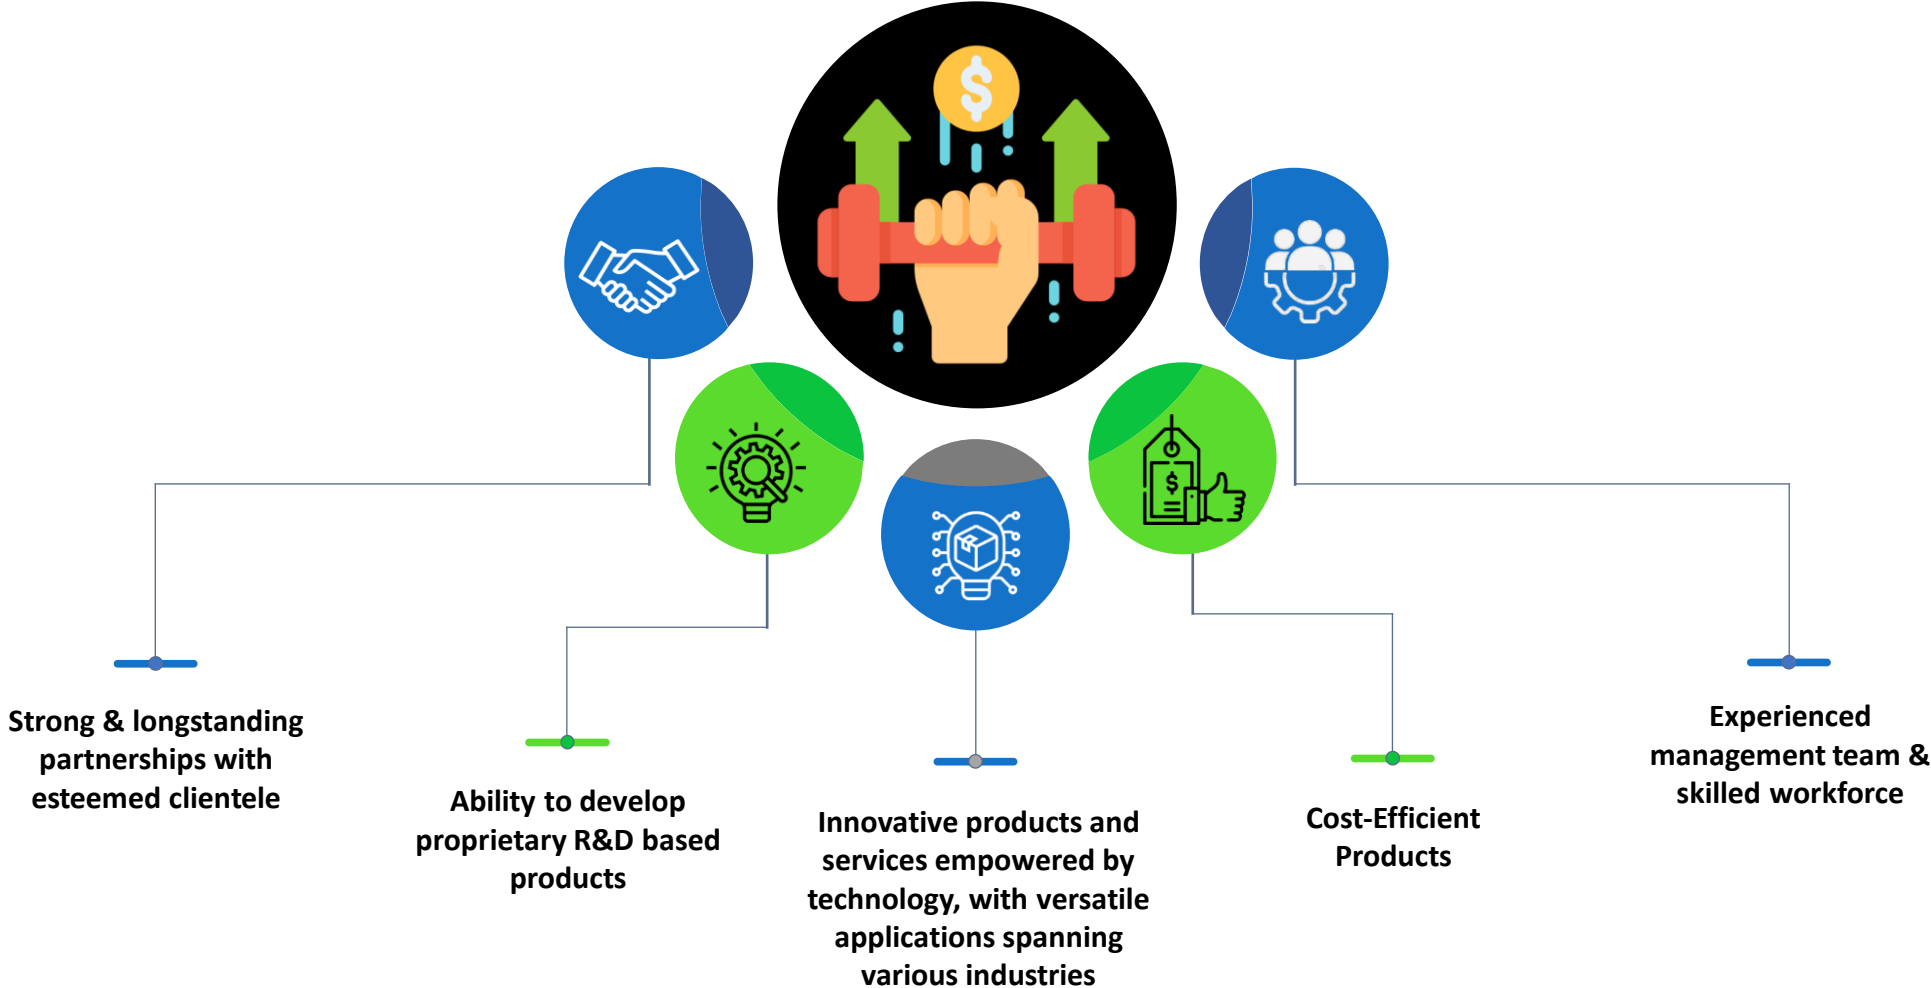 Strong & longstanding
partnerships with
esteemed clientele
Ability to develop
proprietary R&D based
products
Innovative products and
services empowered by
technology, with versatile
applications spanning
various industries
Cost-Efficient
Products
Experienced
management team &
skilled workforce
$
$